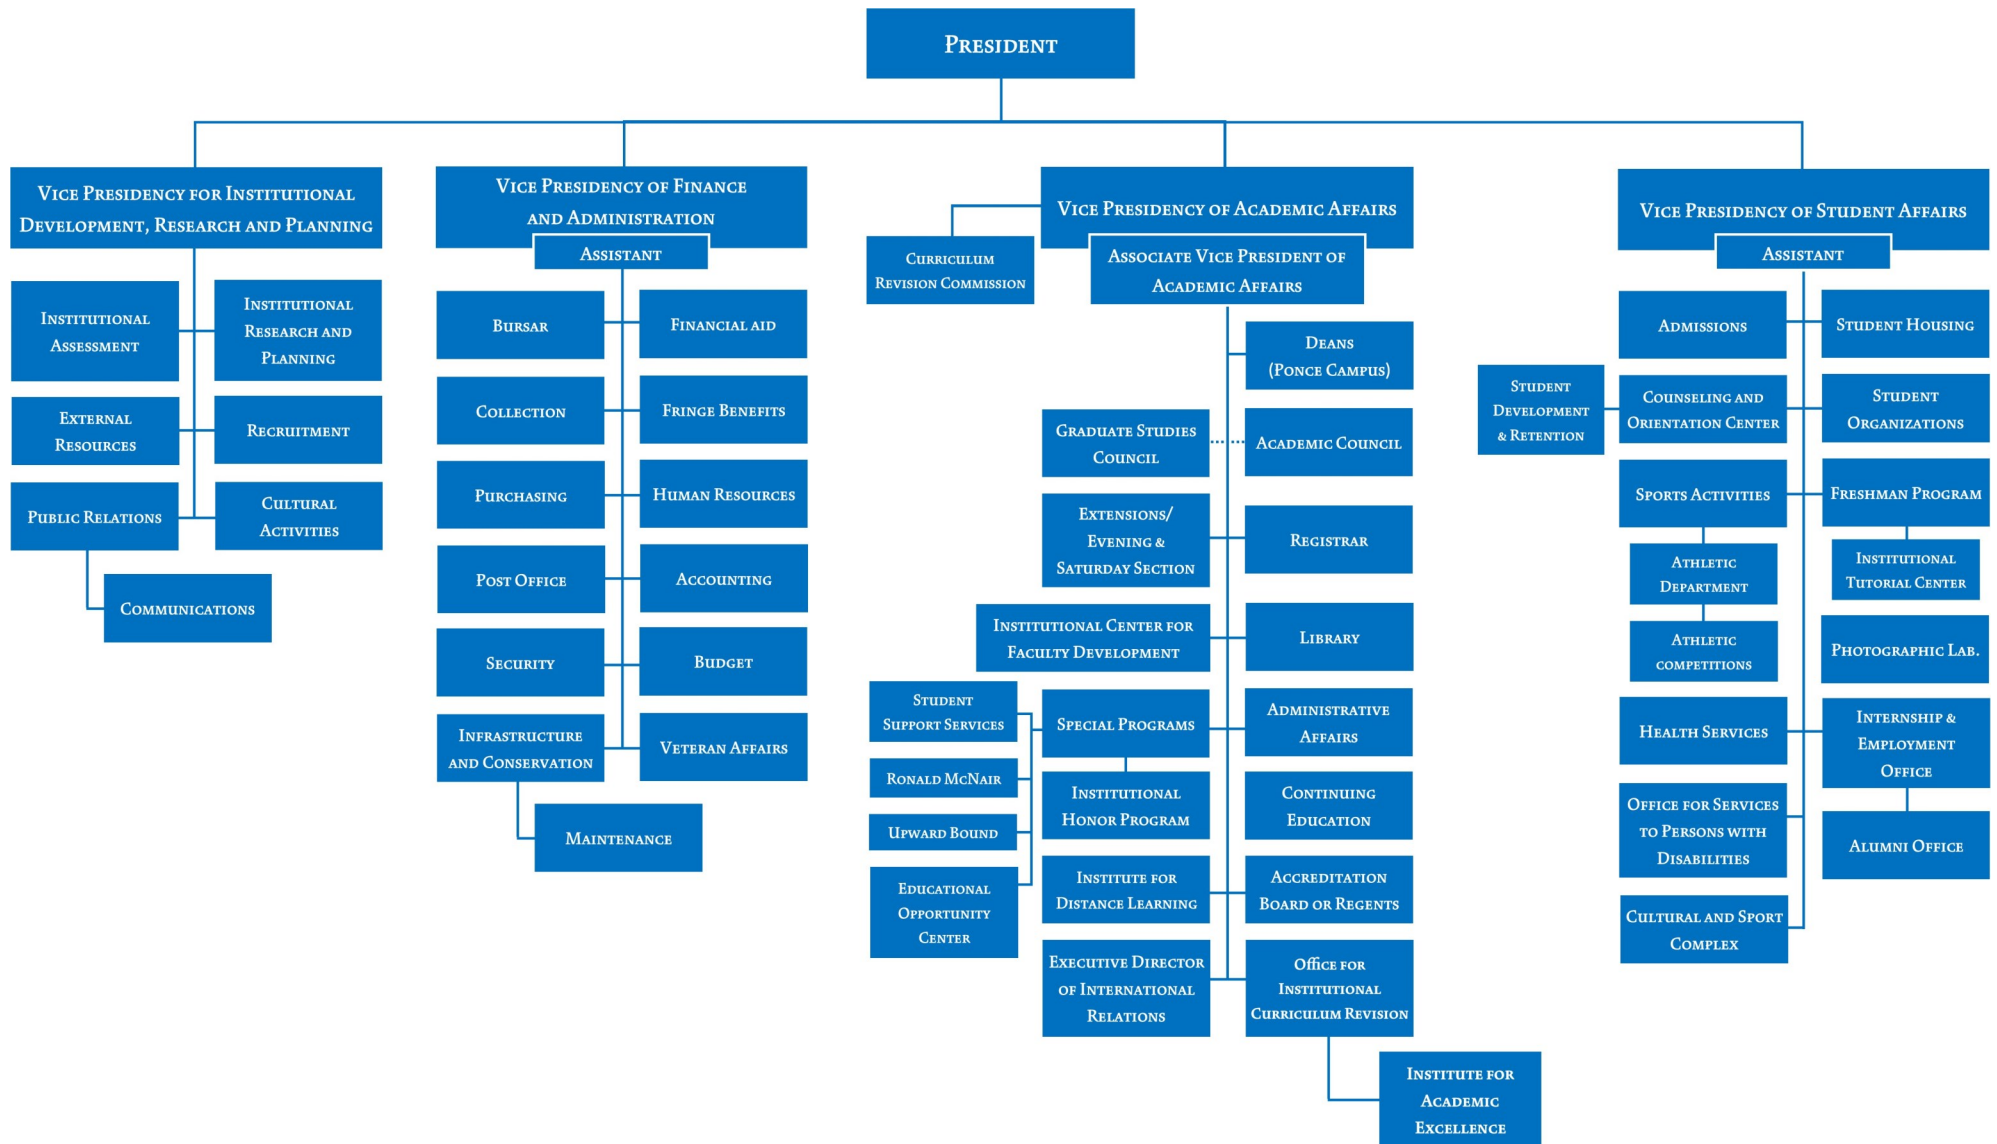 President
Vice Presidency for Institutional
Development, Research and Planning
Institutional
Assessment
Institutional
Research and
Planning
External
Resources
Recruitment
Public Relations
Cultural
Activities
Communications
Vice Presidency of Finance
and Administration
Assistant
Bursar
Financial aid
Collection
Fringe Benefits
Purchasing
Human Resources
Post Office
Accounting
Security
Budget
Infrastructure
and Conservation
Veteran Affairs
Maintenance
Vice Presidency of Academic Affairs
Curriculum
Revision Commission
Associate Vice President of
Academic Affairs
Deans
(Ponce Campus)
Graduate Studies
Council
Academic Council
Extensions/
Evening &
Saturday Section
Registrar
Institutional Center for
Faculty Development
Library
Student
Support Services
Special Programs
Administrative
Affairs
Ronald McNair
Upward Bound
Educational
Opportunity
Center
Institutional
Honor Program
Continuing
Education
Institute for
Distance Learning
Accreditation
Board or Regents
Executive Director
of International
Relations
Office for
Institutional
Curriculum Revision
Institute for
Academic
Excellence
Vice Presidency of Student Affairs
Assistant
Admissions
Student Housing
Student
Development
& Retention
Counseling and
Orientation Center
Student
Organizations
Sports Activities
Freshman Program
Athletic
Department
Institutional
Tutorial Center
Athletic
competitions
Photographic Lab.
Health Services
Internship &
Employment
Office
Office for Services
to Persons with
Disabilities
Alumni Office
Cultural and Sport
Complex